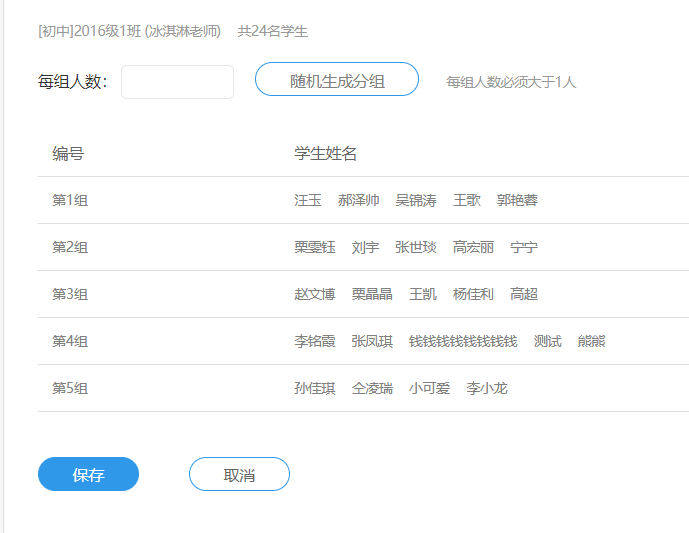 [初中]2016级1班 (冰淇淋老师) 共24名学生
每组人数: 随机生成分组 每组人数必须大于1人
编号 学生姓名
第1组 汪玉 郝泽帅 吴锦涛 王歌 郭艳蓉
第2组 栗雯钰 刘宇 张世琰 高宏丽 宁宁
第3组 赵文博 栗晶晶 王凯 杨佳利 高超
第4组 李铭霞 张凤琪 钱钱钱钱钱钱钱钱 测试 熊熊
第5组 孙佳琪 仝凌瑞 小可爱 李小龙
保存 取消